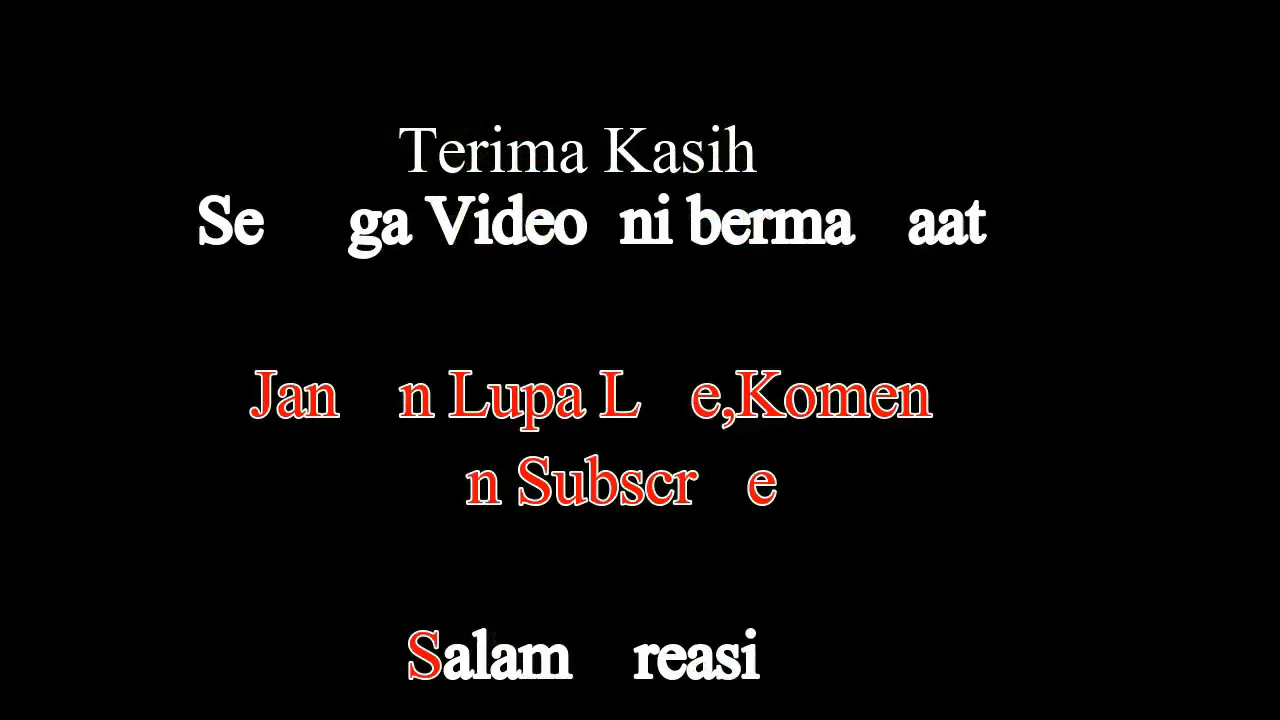 Terima Kasih
Se ga Video ni berma aat
Jan n Lupa L e,Komen
n Subscr e
Salam reasi